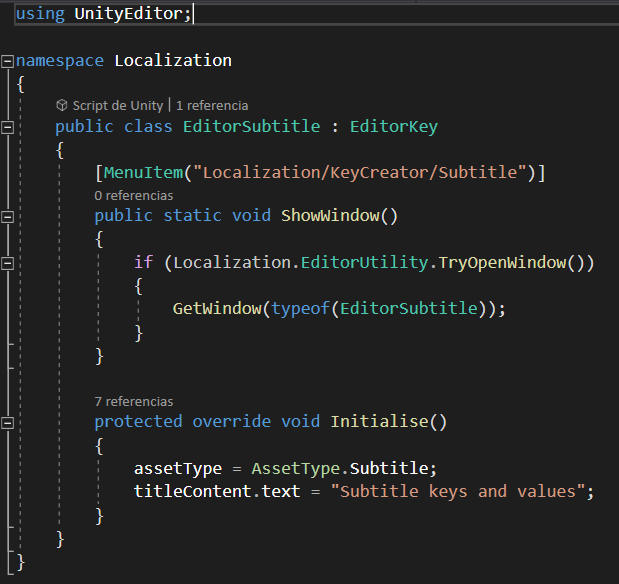 using UnityEditor;
namespace Localization
{
Script de Unity | 1 referencia
public class EditorSubtitle : EditorKey
{
[MenuItem("Localization/KeyCreator/Subtitle")]
0 referencias
public static void ShowWindow()
{
if (Localization.EditorUtility.TryOpenWindow())
{
GetWindow(typeof(EditorSubtitle));
}
}
7 referencias
protected override void Initialise()
{
assetType = AssetType.Subtitle;
titleContent.text = "Subtitle keys and values";
}
}
}